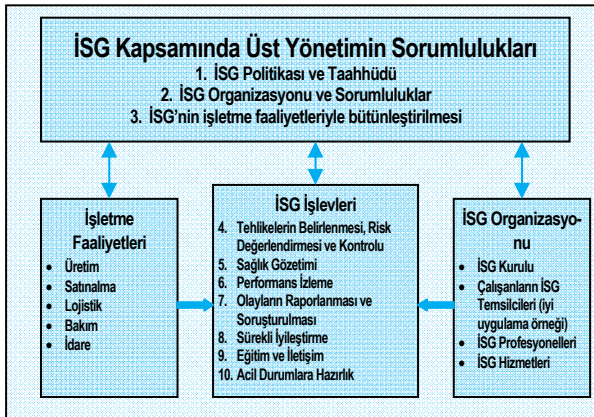 İSG Kapsamında Üst Yönetimin Sorumlulukları
1. İSG Politikası ve Taahhüdü
2. İSG Organizasyonu ve Sorumluluklar
3. İSG'nin işletme faaliyetleriyle bütünleştirilmesi
İşletme
Faaliyetleri
• Üretim
• Satınalma
• Lojistik
• Bakım
• İdare
İSG İşlevleri
4. Tehlikelerin Belirlenmesi, Risk
Değerlendirmesi ve Kontrolu
5. Sağlık Gözetimi
6. Performans İzleme
7. Olayların Raporlanması ve
Soruşturulması
8. Sürekli İyileştirme
9. Eğitim ve İletişim
10. Acil Durumlara Hazırlık
İSG Organizasyo-
nu
• İSG Kurulu
• Çalışanların İSG
Temsilcileri (iyi
uygulama örneği)
• İSG Profesyonelleri
• İSG Hizmetleri